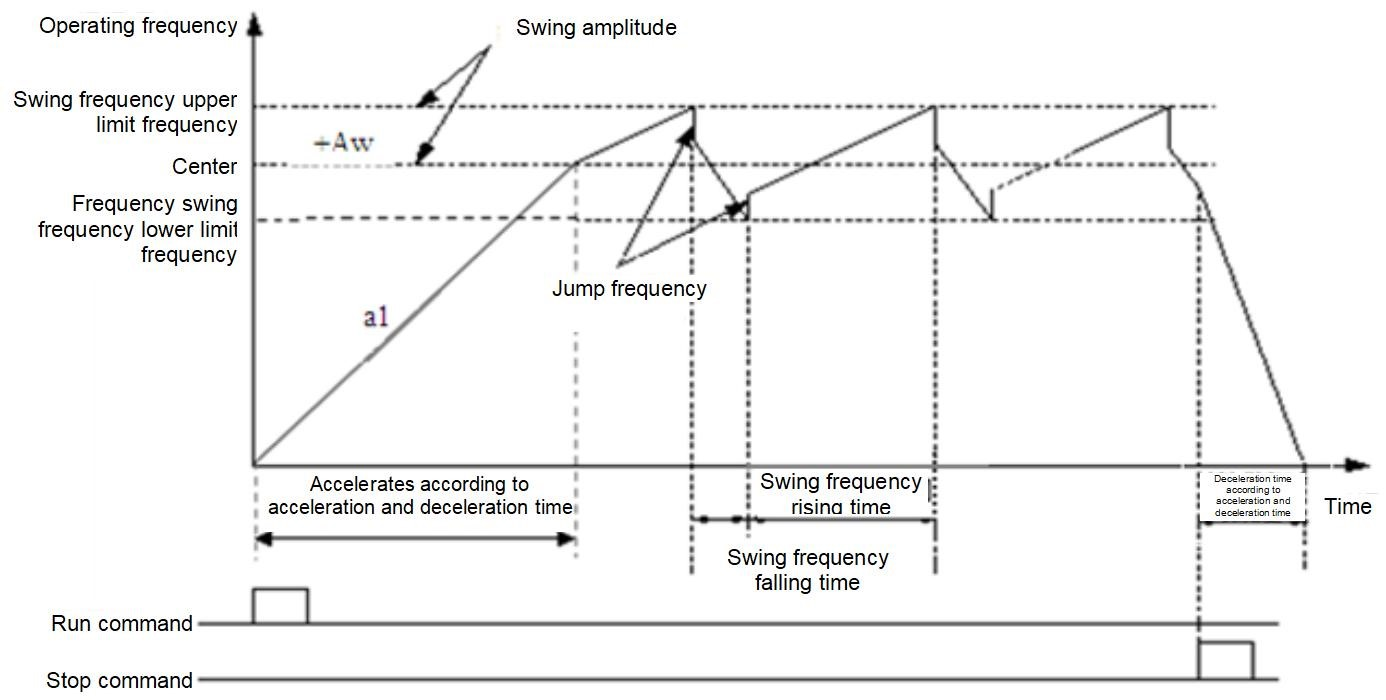 Operating frequency
Swing amplitude
Swing frequency upper
limit frequency
+Aw
Center
Frequency swing
frequency lower limit
frequency
Jump frequency
a1
Accelerates according to
acceleration and deceleration time
Swing frequency
rising time
Deceleration time
according to
acceleration and
deceleration time
Time
Swing frequency
falling time
Run command
Stop command